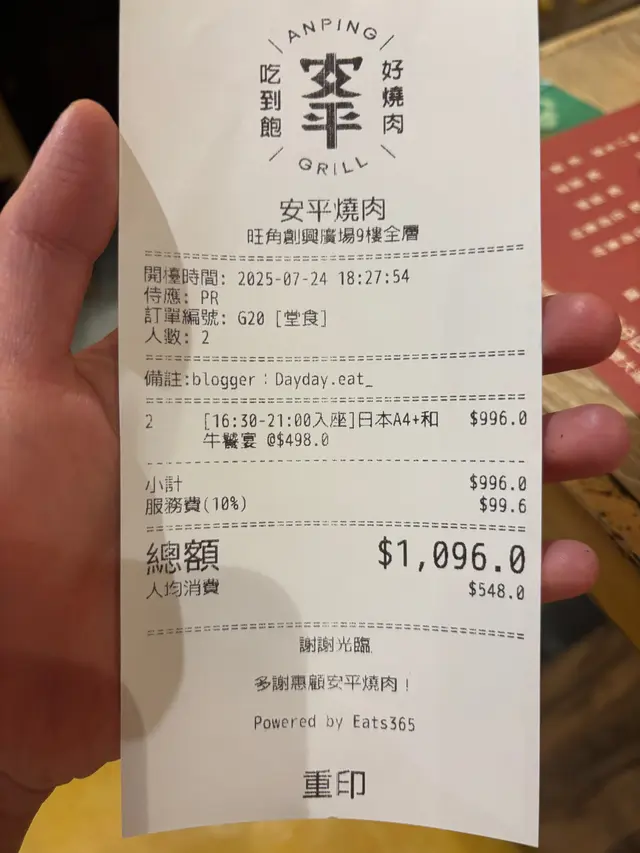 ANPING
吃到飽
安平
好燒肉
GRILL
安平燒肉
旺角創興廣場9樓全層
開檯時間: 2025-07-24 18:27:54
侍應: PR
訂單編號: G20 [堂食]
人數: 2
備註:blogger：Dayday.eat_
2 [16:30-21:00入座]日本A4+和 $996.0
牛饗宴 @$498.0
小計 $996.0
服務費(10%) $99.6
總額 $1,096.0
人均消費 $548.0
謝謝光臨
多謝惠顧安平燒肉！
Powered by Eats365
重印